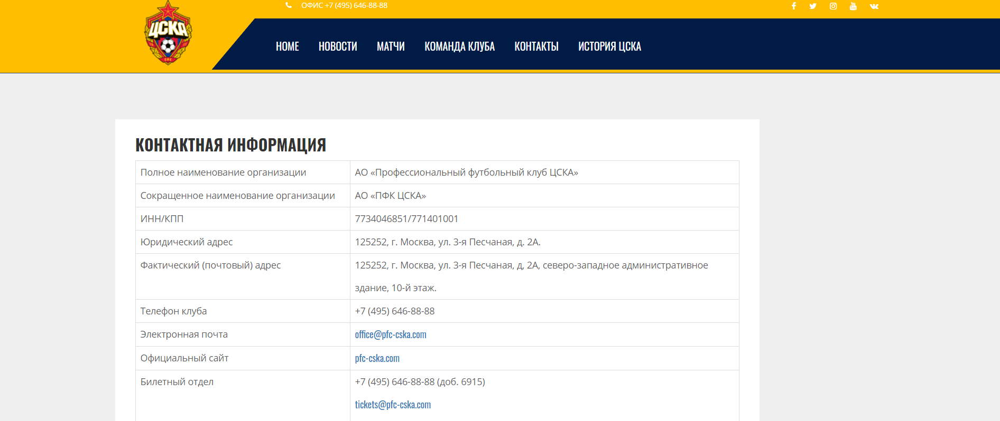 ЦСКА
ОФИС +7 (495) 646-88-88
HOME НОВОСТИ МАТЧИ КОМАНДА КЛУБА КОНТАКТЫ ИСТОРИЯ ЦСКА
КОНТАКТНАЯ ИНФОРМАЦИЯ
Полное наименование организации АО «Профессиональный футбольный клуб ЦСКА»
Сокращенное наименование организации АО «ПФК ЦСКА»
ИНН/КПП 7734046851/771401001
Юридический адрес 125252, г. Москва, ул. 3-я Песчаная, д. 2А.
Фактический (почтовый) адрес 125252, г. Москва, ул. 3-я Песчаная, д, 2А, северо-западное административное
здание, 10-й этаж.
Телефон клуба +7 (495) 646-88-88
Электронная почта office@pfc-cska.com
Официальный сайт pfc-cska.com
Билетный отдел +7 (495) 646-88-88 (доб. 6915)
tickets@pfc-cska.com